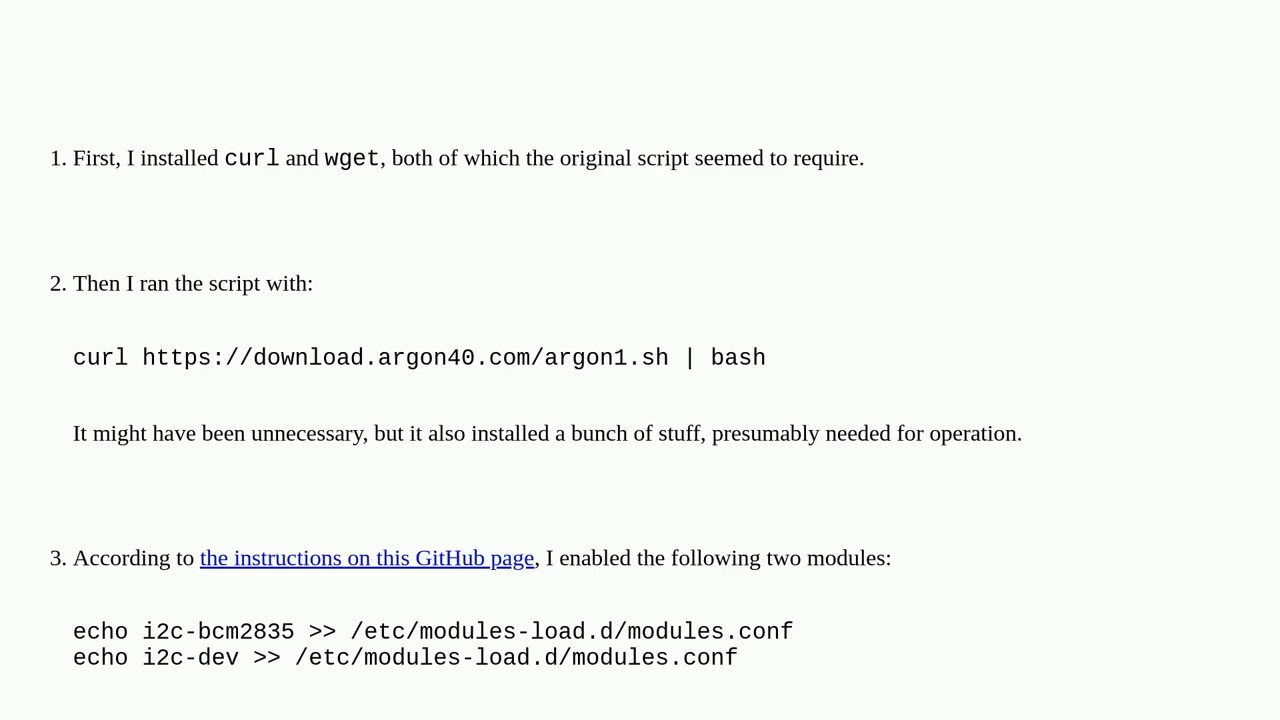 1. First, I installed curl and wget, both of which the original script seemed to require.
2. Then I ran the script with:
curl https://download.argon40.com/argon1.sh | bash
It might have been unnecessary, but it also installed a bunch of stuff, presumably needed for operation.
3. According to the instructions on this GitHub page, I enabled the following two modules:
echo i2c-bcm2835 >> /etc/modules-load.d/modules.conf
echo i2c-dev >> /etc/modules-load.d/modules.conf